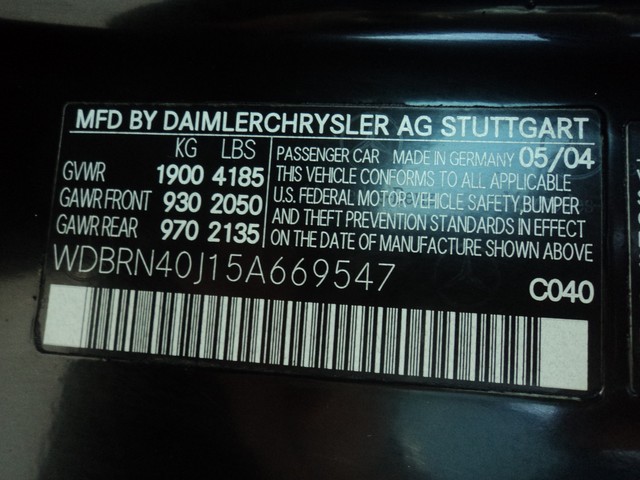 MFD BY DAIMLERCHRYSLER AG STUTTGART
KG LBS
GVWR 1900 4185
GAWR FRONT 930 2050
GAWR REAR 970 2135
PASSENGER CAR MADE IN GERMANY 05/04
THIS VEHICLE CONFORMS TO ALL APPLICABLE
U.S. FEDERAL MOTOR VEHICLE SAFETY,BUMPER
AND THEFT PREVENTION STANDARDS IN EFFECT
ON THE DATE OF MANUFACTURE SHOWN ABOVE.
WDBRN40J15A669547
C040